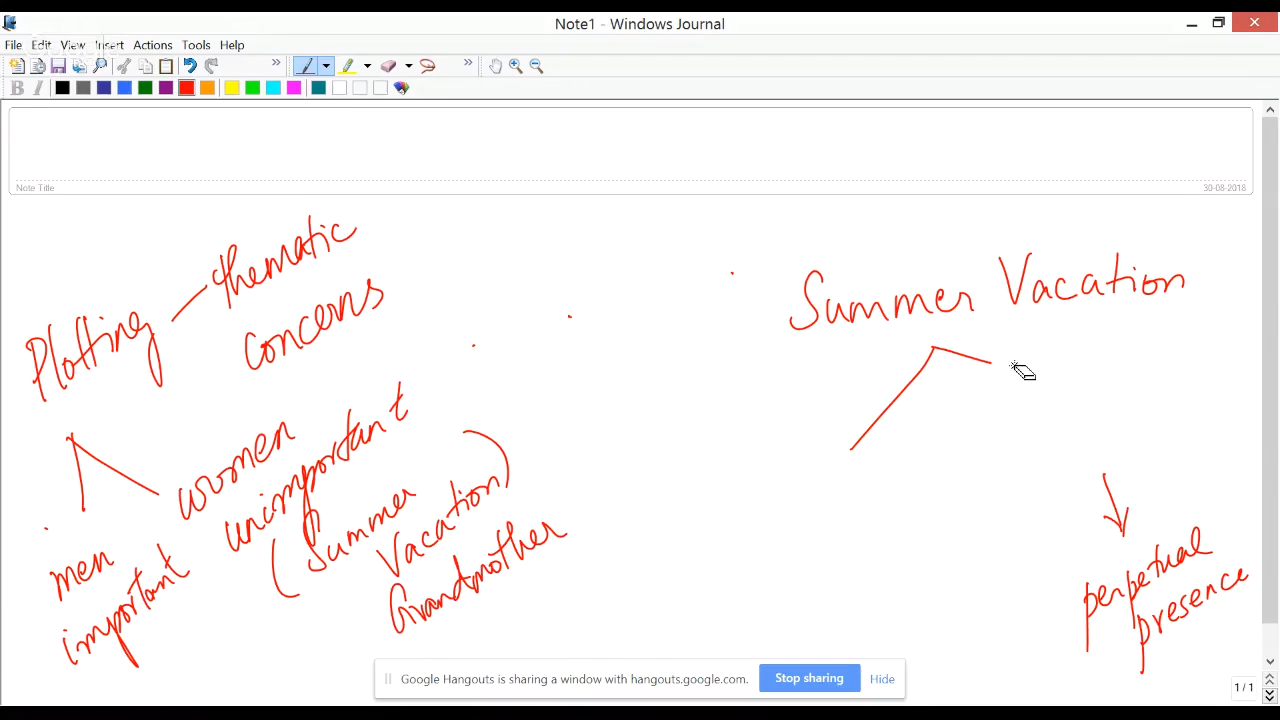 Note1 - Windows Journal
File Edit View Insert Actions Tools Help
Note Title
30-08-2018
Plotting — thematic
concerns
men
important
women
unimportant
(Summer
Vacation)
Grandmother
Summer Vacation
perpetual
presence
Google Hangouts is sharing a window with hangouts.google.com.
Stop sharing
Hide
1 / 1